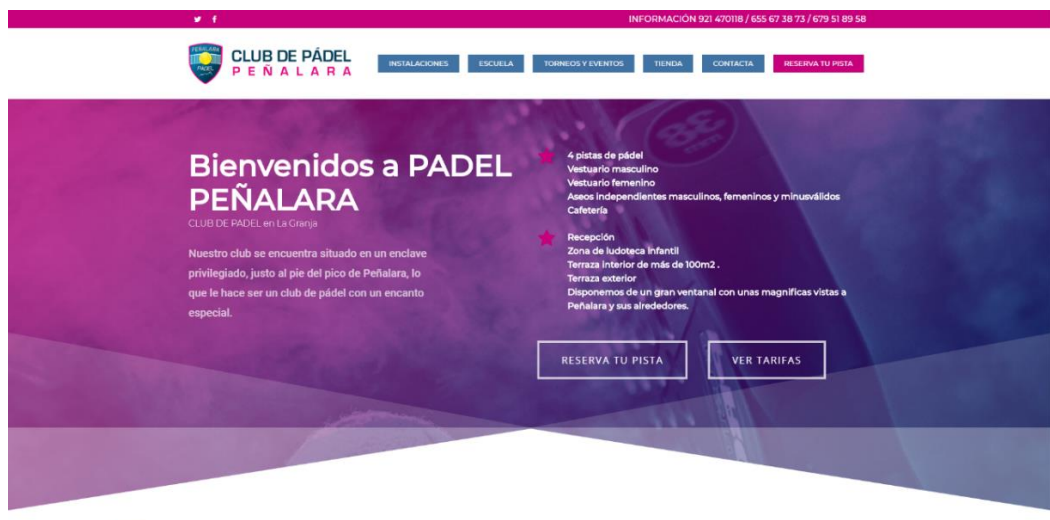 INFORMACIÓN 921 470118 / 655 67 38 73 / 679 51 89 58
PEÑALARA
PADEL
CLUB DE PÁDEL
PEÑALARA
INSTALACIONES
ESCUELA
TORNEOS Y EVENTOS
TIENDA
CONTACTA
RESERVA TU PISTA
Bienvenidos a PADEL
PEÑALARA
CLUB DE PADEL en La Granja
Nuestro club se encuentra situado en un enclave
privilegiado, justo al pie del pico de Peñalara, lo
que le hace ser un club de pádel con un encanto
especial.
4 pistas de pádel
Vestuario masculino
Vestuario femenino
Aseos independientes masculinos, femeninos y minusválidos
Cafetería
Recepción
Zona de ludoteca infantil
Terraza interior de más de 100m2 .
Terraza exterior
Disponemos de un gran ventanal con unas magnificas vistas a
Peñalara y sus alrededores.
RESERVA TU PISTA
VER TARIFAS